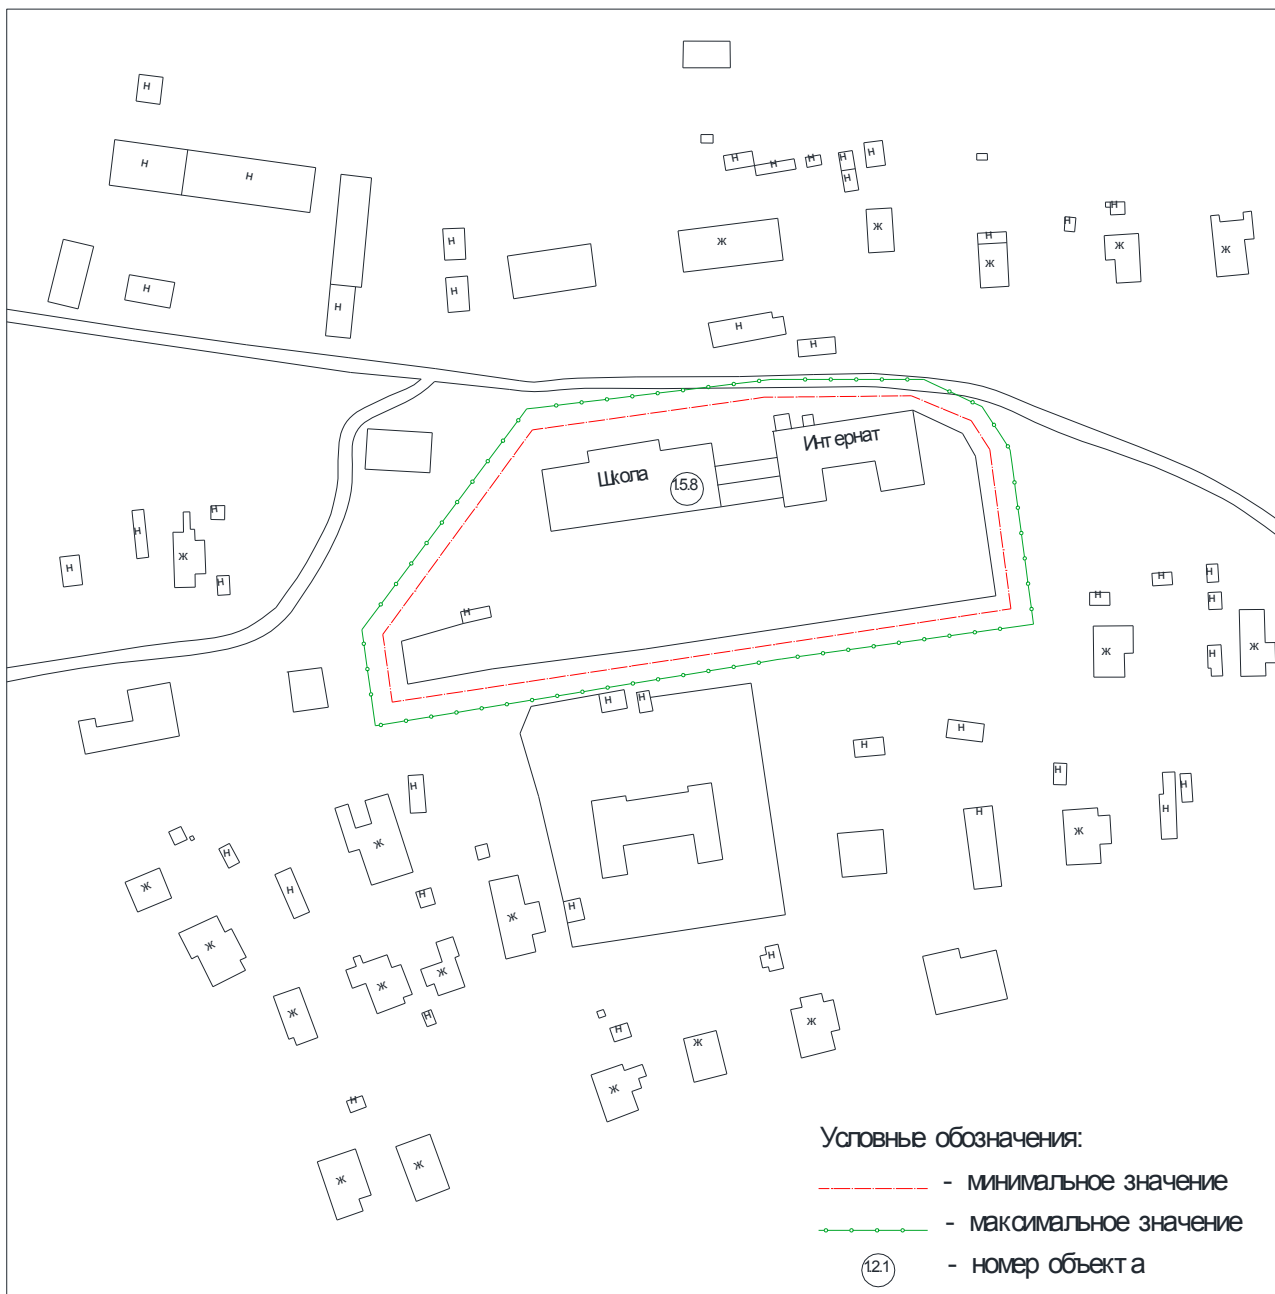 н
н
н
н
н
н
н
н
н
н
н
н
н
н
ж
ж
н
ж
н
н
ж
ж
н
н
Интернат
Школа
1.5.8
н
н
ж
н
н
н
н
н
н
н
н
ж
н
ж
н
н
н
н
н
н
ж
н
н
н
ж
н
ж
н
н
ж
ж
н
ж
н
ж
ж
н
ж
н
ж
н
ж
ж
н
ж
ж
Условные обозначения:
- минимальное значение
- максимальное значение
1.2.1 - номер объекта